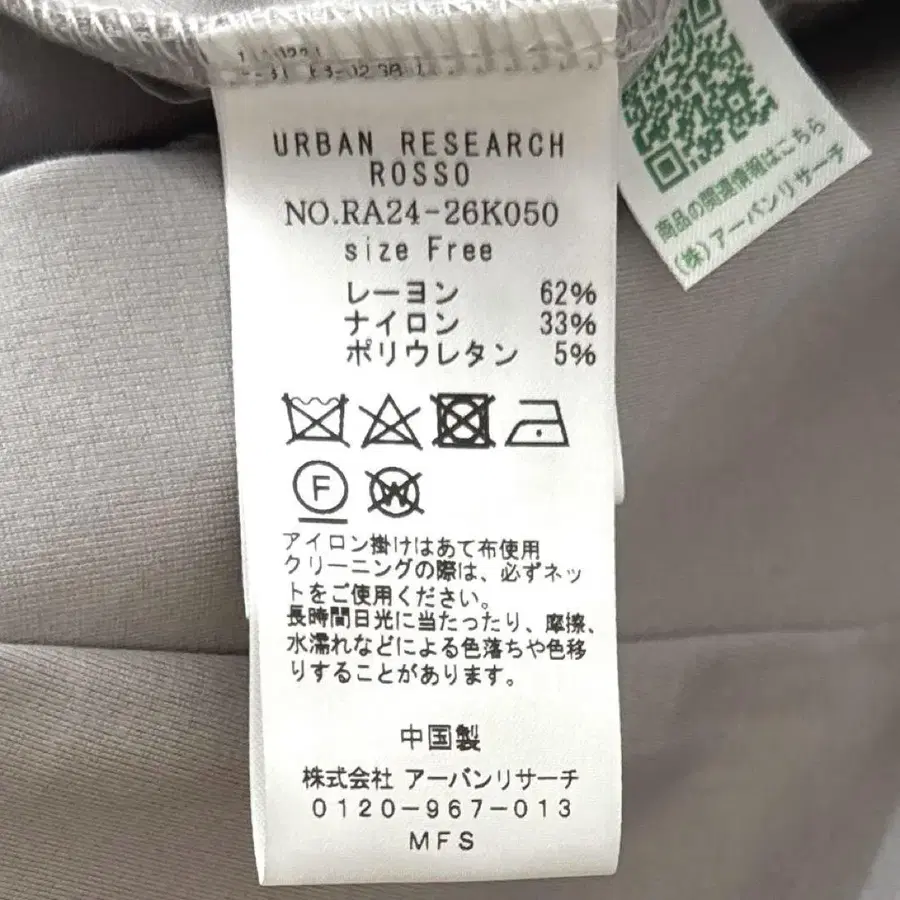 URBAN RESEARCH
ROSSO
NO.RA24-26K050
size Free
レーヨン 62%
ナイロン 33%
ポリウレタン 5%
F
W
アイロン掛けはあて布使用
クリーニングの際は、必ずネッ
トをご使用ください。
長時間日光に当たったり、摩擦、
水濡れなどによる色落ちや色移
りすることがあります。
中国製
株式会社 アーバンリサーチ
0120-967-013
MFS
商品の関連情報はこちら
(株)アーバンリサーチ